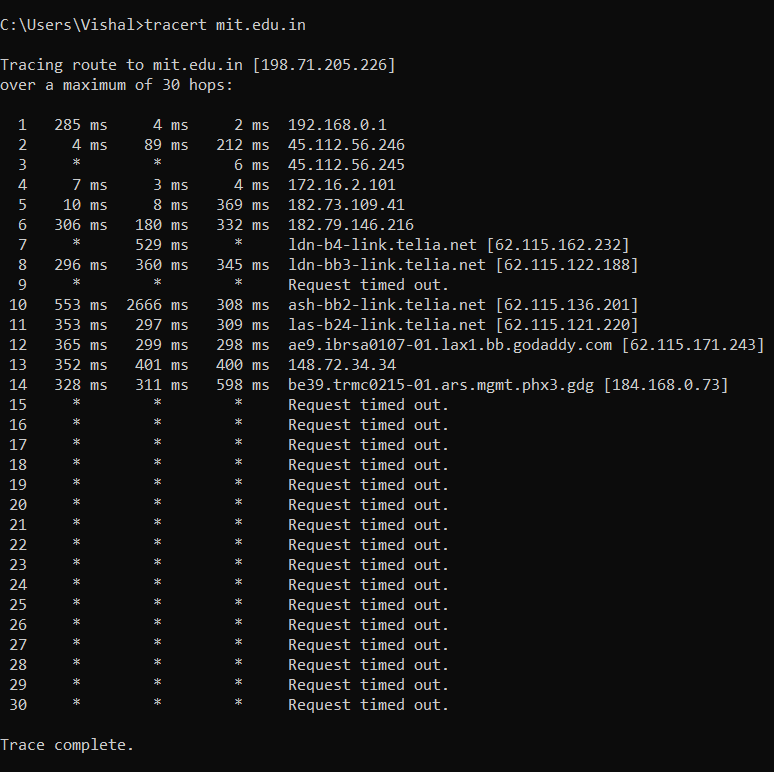 C:\Users\Vishal>tracert mit.edu.in
Tracing route to mit.edu.in [198.71.205.226]
over a maximum of 30 hops:
1 285 ms 4 ms 2 ms 192.168.0.1
2 4 ms 89 ms 212 ms 45.112.56.246
3 * * 6 ms 45.112.56.245
4 7 ms 3 ms 4 ms 172.16.2.101
5 10 ms 8 ms 369 ms 182.73.109.41
6 306 ms 180 ms 332 ms 182.79.146.216
7 * 529 ms * ldn-b4-link.telia.net [62.115.162.232]
8 296 ms 360 ms 345 ms ldn-bb3-link.telia.net [62.115.122.188]
9 * * * Request timed out.
10 553 ms 2666 ms 308 ms ash-bb2-link.telia.net [62.115.136.201]
11 353 ms 297 ms 309 ms las-b24-link.telia.net [62.115.121.220]
12 365 ms 299 ms 298 ms ae9.ibrsa0107-01.lax1.bb.godaddy.com [62.115.171.243]
13 352 ms 401 ms 400 ms 148.72.34.34
14 328 ms 311 ms 598 ms be39.trmc0215-01.ars.mgmt.phx3.gdg [184.168.0.73]
15 * * * Request timed out.
16 * * * Request timed out.
17 * * * Request timed out.
18 * * * Request timed out.
19 * * * Request timed out.
20 * * * Request timed out.
21 * * * Request timed out.
22 * * * Request timed out.
23 * * * Request timed out.
24 * * * Request timed out.
25 * * * Request timed out.
26 * * * Request timed out.
27 * * * Request timed out.
28 * * * Request timed out.
29 * * * Request timed out.
30 * * * Request timed out.
Trace complete.